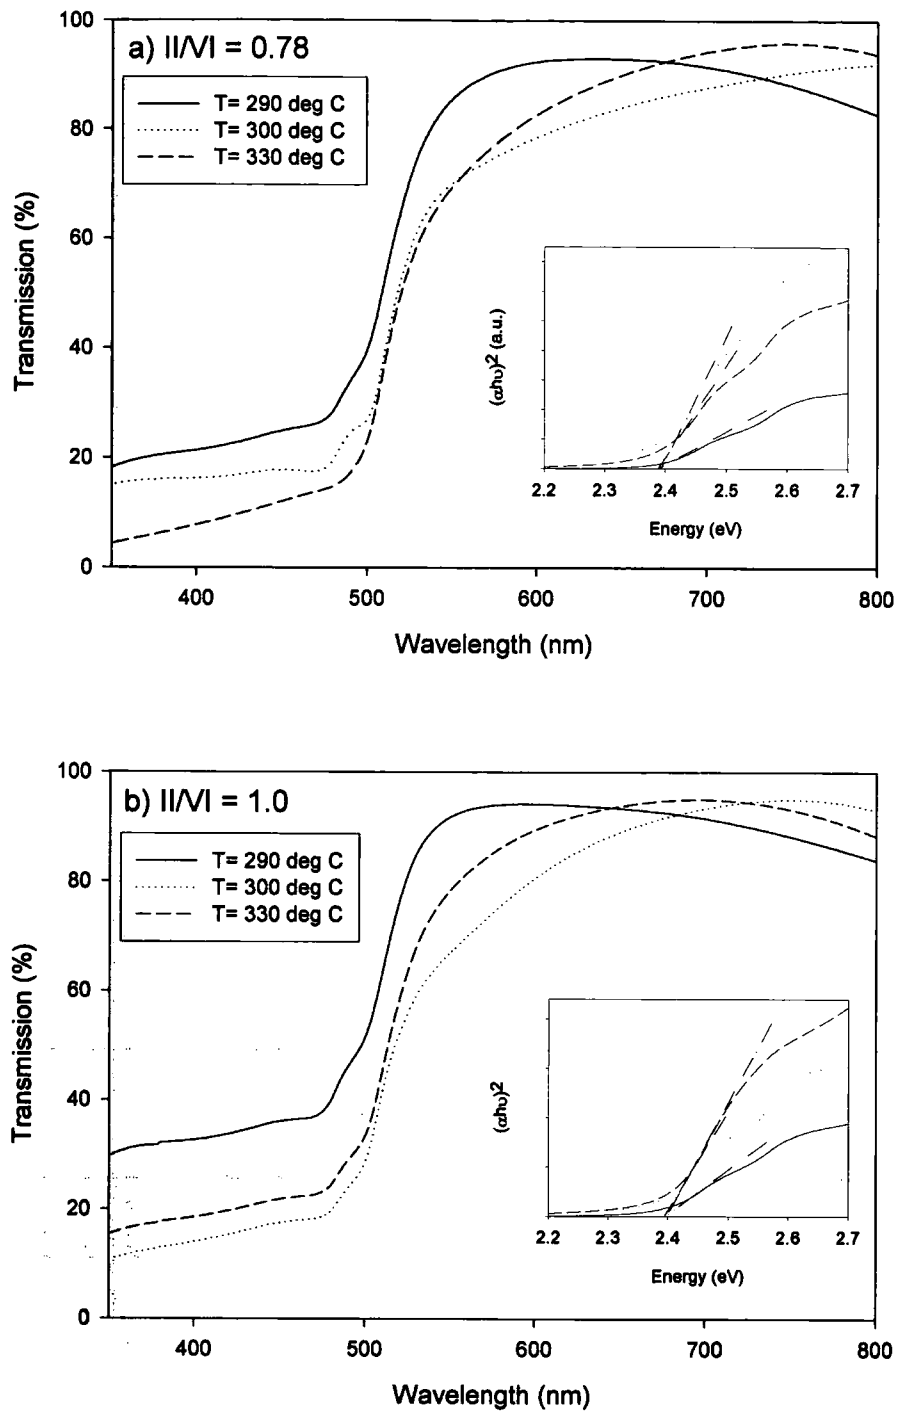 a) II/VI = 0.78
T= 290 deg C
T= 300 deg C
T= 330 deg C
Transmission (%)
100
80
60
40
20
0
400
500
600
700
800
Wavelength (nm)
(αhυ)2 (a.u.)
2.2
2.3
2.4
2.5
2.6
2.7
Energy (eV)
b) II/VI = 1.0
T= 290 deg C
T= 300 deg C
T= 330 deg C
Transmission (%)
100
80
60
40
20
0
400
500
600
700
800
Wavelength (nm)
(αhυ)2
2.2
2.3
2.4
2.5
2.6
2.7
Energy (eV)